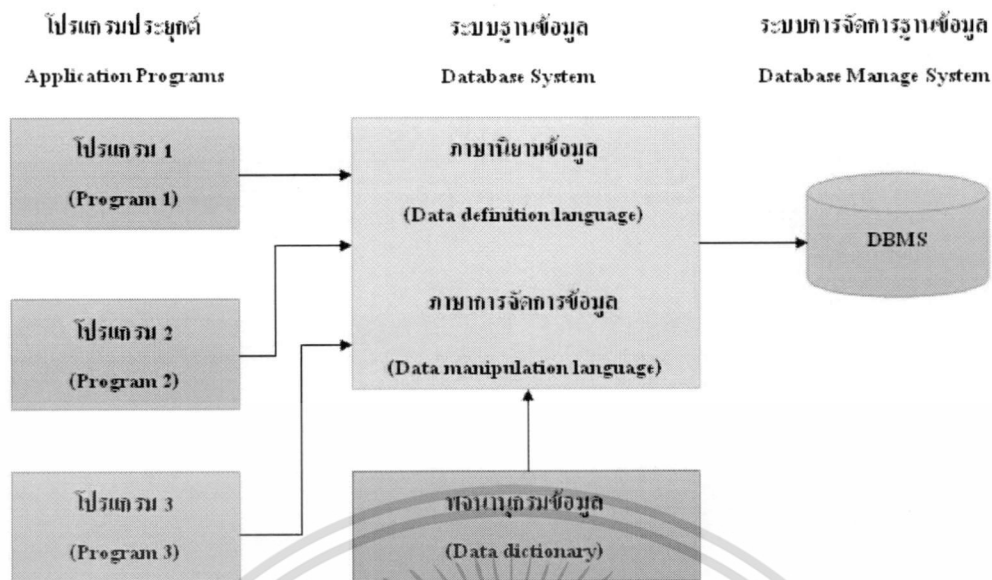 โปรแกรมประยุกต์
Application Programs
ระบบฐานข้อมูล
Database System
ระบบการจัดการฐานข้อมูล
Database Manage System
โปรแกรม 1
(Program 1)
โปรแกรม 2
(Program 2)
โปรแกรม 3
(Program 3)
ภาษานิยามข้อมูล
(Data definition language)
ภาษาการจัดการข้อมูล
(Data manipulation language)
พจนานุกรมข้อมูล
(Data dictionary)
DBMS